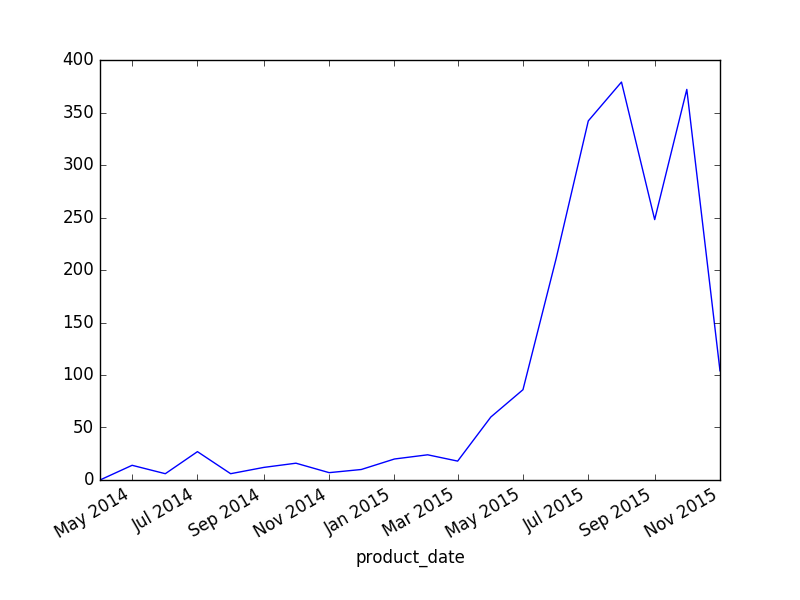 400
350
300
250
200
150
100
50
0
May 2014
Jul 2014
Sep 2014
Nov 2014
Jan 2015
Mar 2015
May 2015
Jul 2015
Sep 2015
Nov 2015
product_date